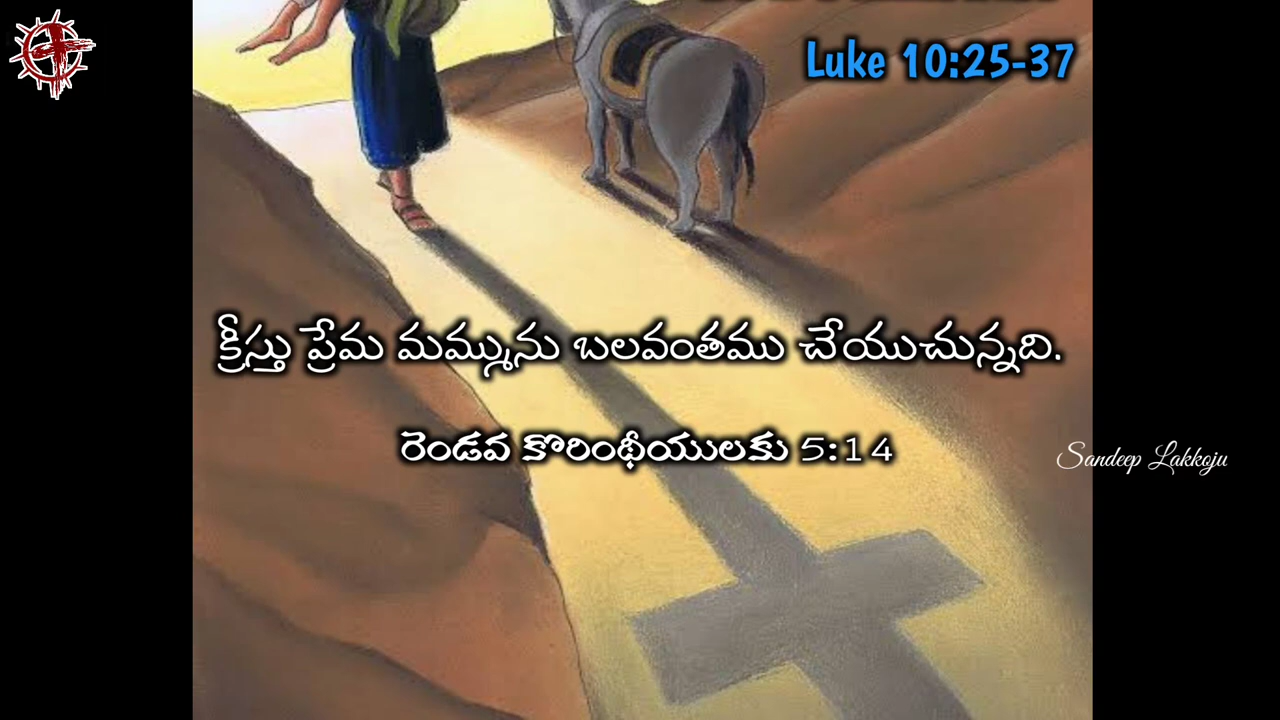 Luke 10:25-37
క్రీస్తు ప్రేమ మమ్మును బలవంతము చేయుచున్నది.
రెండవ కొరింథీయులకు 5:14
Sandeep Lakkoju